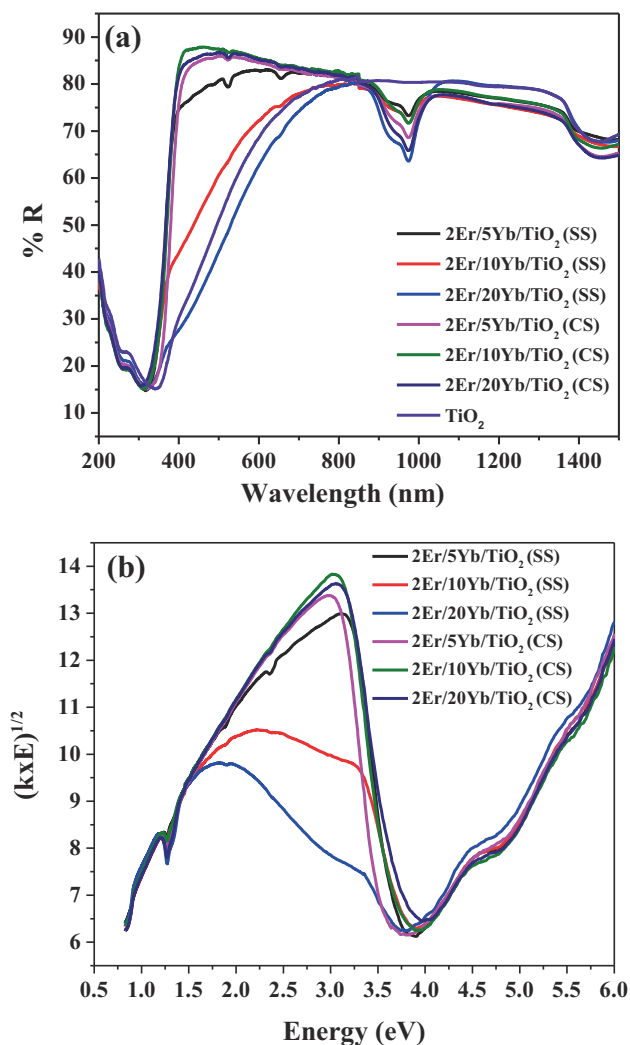 (a)
90
80
70
60
50
40
30
20
10
% R
2Er/5Yb/TiO₂ (SS)
2Er/10Yb/TiO₂ (SS)
2Er/20Yb/TiO₂ (SS)
2Er/5Yb/TiO₂ (CS)
2Er/10Yb/TiO₂ (CS)
2Er/20Yb/TiO₂ (CS)
TiO₂
200 400 600 800 1000 1200 1400
Wavelength (nm)
(b)
14
13
12
11
10
9
8
7
6
(kxE)^1/2
2Er/5Yb/TiO₂ (SS)
2Er/10Yb/TiO₂ (SS)
2Er/20Yb/TiO₂ (SS)
2Er/5Yb/TiO₂ (CS)
2Er/10Yb/TiO₂ (CS)
2Er/20Yb/TiO₂ (CS)
0.5 1.0 1.5 2.0 2.5 3.0 3.5 4.0 4.5 5.0 5.5 6.0
Energy (eV)